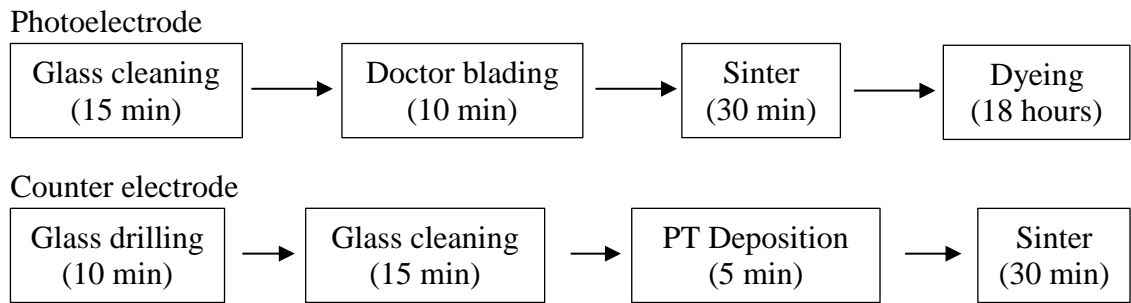 Photoelectrode
Glass cleaning
(15 min)
Doctor blading
(10 min)
Sinter
(30 min)
Dyeing
(18 hours)
Counter electrode
Glass drilling
(10 min)
Glass cleaning
(15 min)
PT Deposition
(5 min)
Sinter
(30 min)